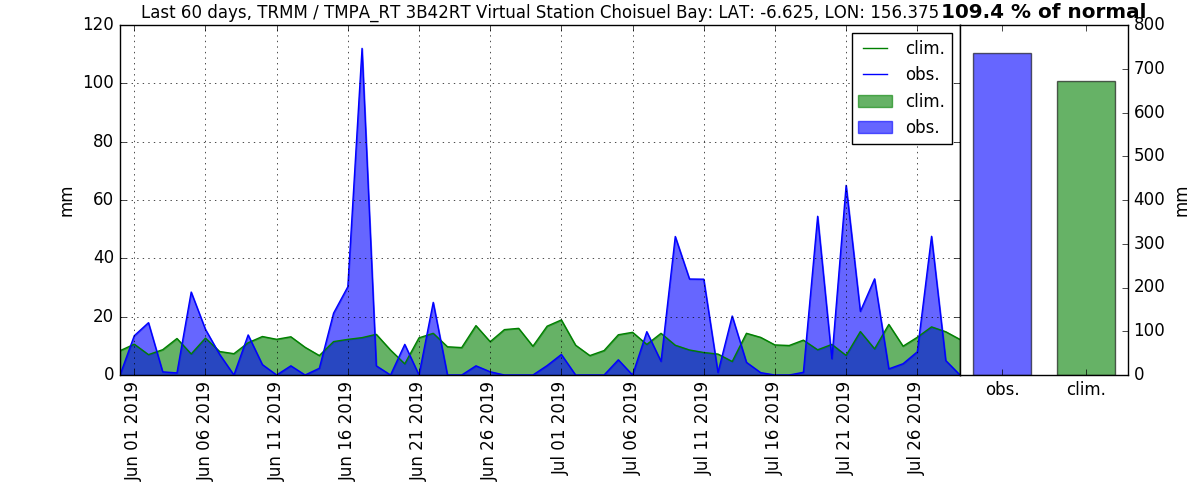 Last 60 days, TRMM / TMPA_RT 3B42RT Virtual Station Choisuel Bay: LAT: -6.625, LON: 156.375 109.4 % of normal
120
100
80
60
40
20
0
mm
clim.
obs.
clim.
obs.
800
700
600
500
400
300
200
100
0
mm
Jun 01 2019
Jun 06 2019
Jun 11 2019
Jun 16 2019
Jun 21 2019
Jun 26 2019
Jul 01 2019
Jul 06 2019
Jul 11 2019
Jul 16 2019
Jul 21 2019
Jul 26 2019
obs.
clim.